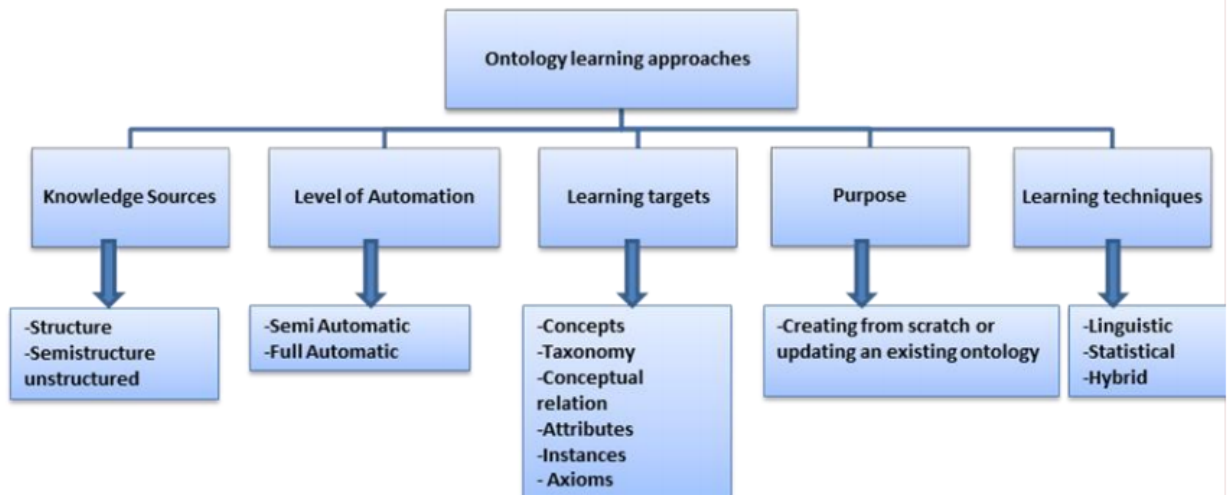 Ontology learning approaches
Knowledge Sources
Level of Automation
Learning targets
Purpose
Learning techniques
-Structure
-Semistructure
unstructured
-Semi Automatic
-Full Automatic
-Concepts
-Taxonomy
-Conceptual
relation
-Attributes
-Instances
- Axioms
-Creating from scratch or
updating an existing ontology
-Linguistic
-Statistical
-Hybrid